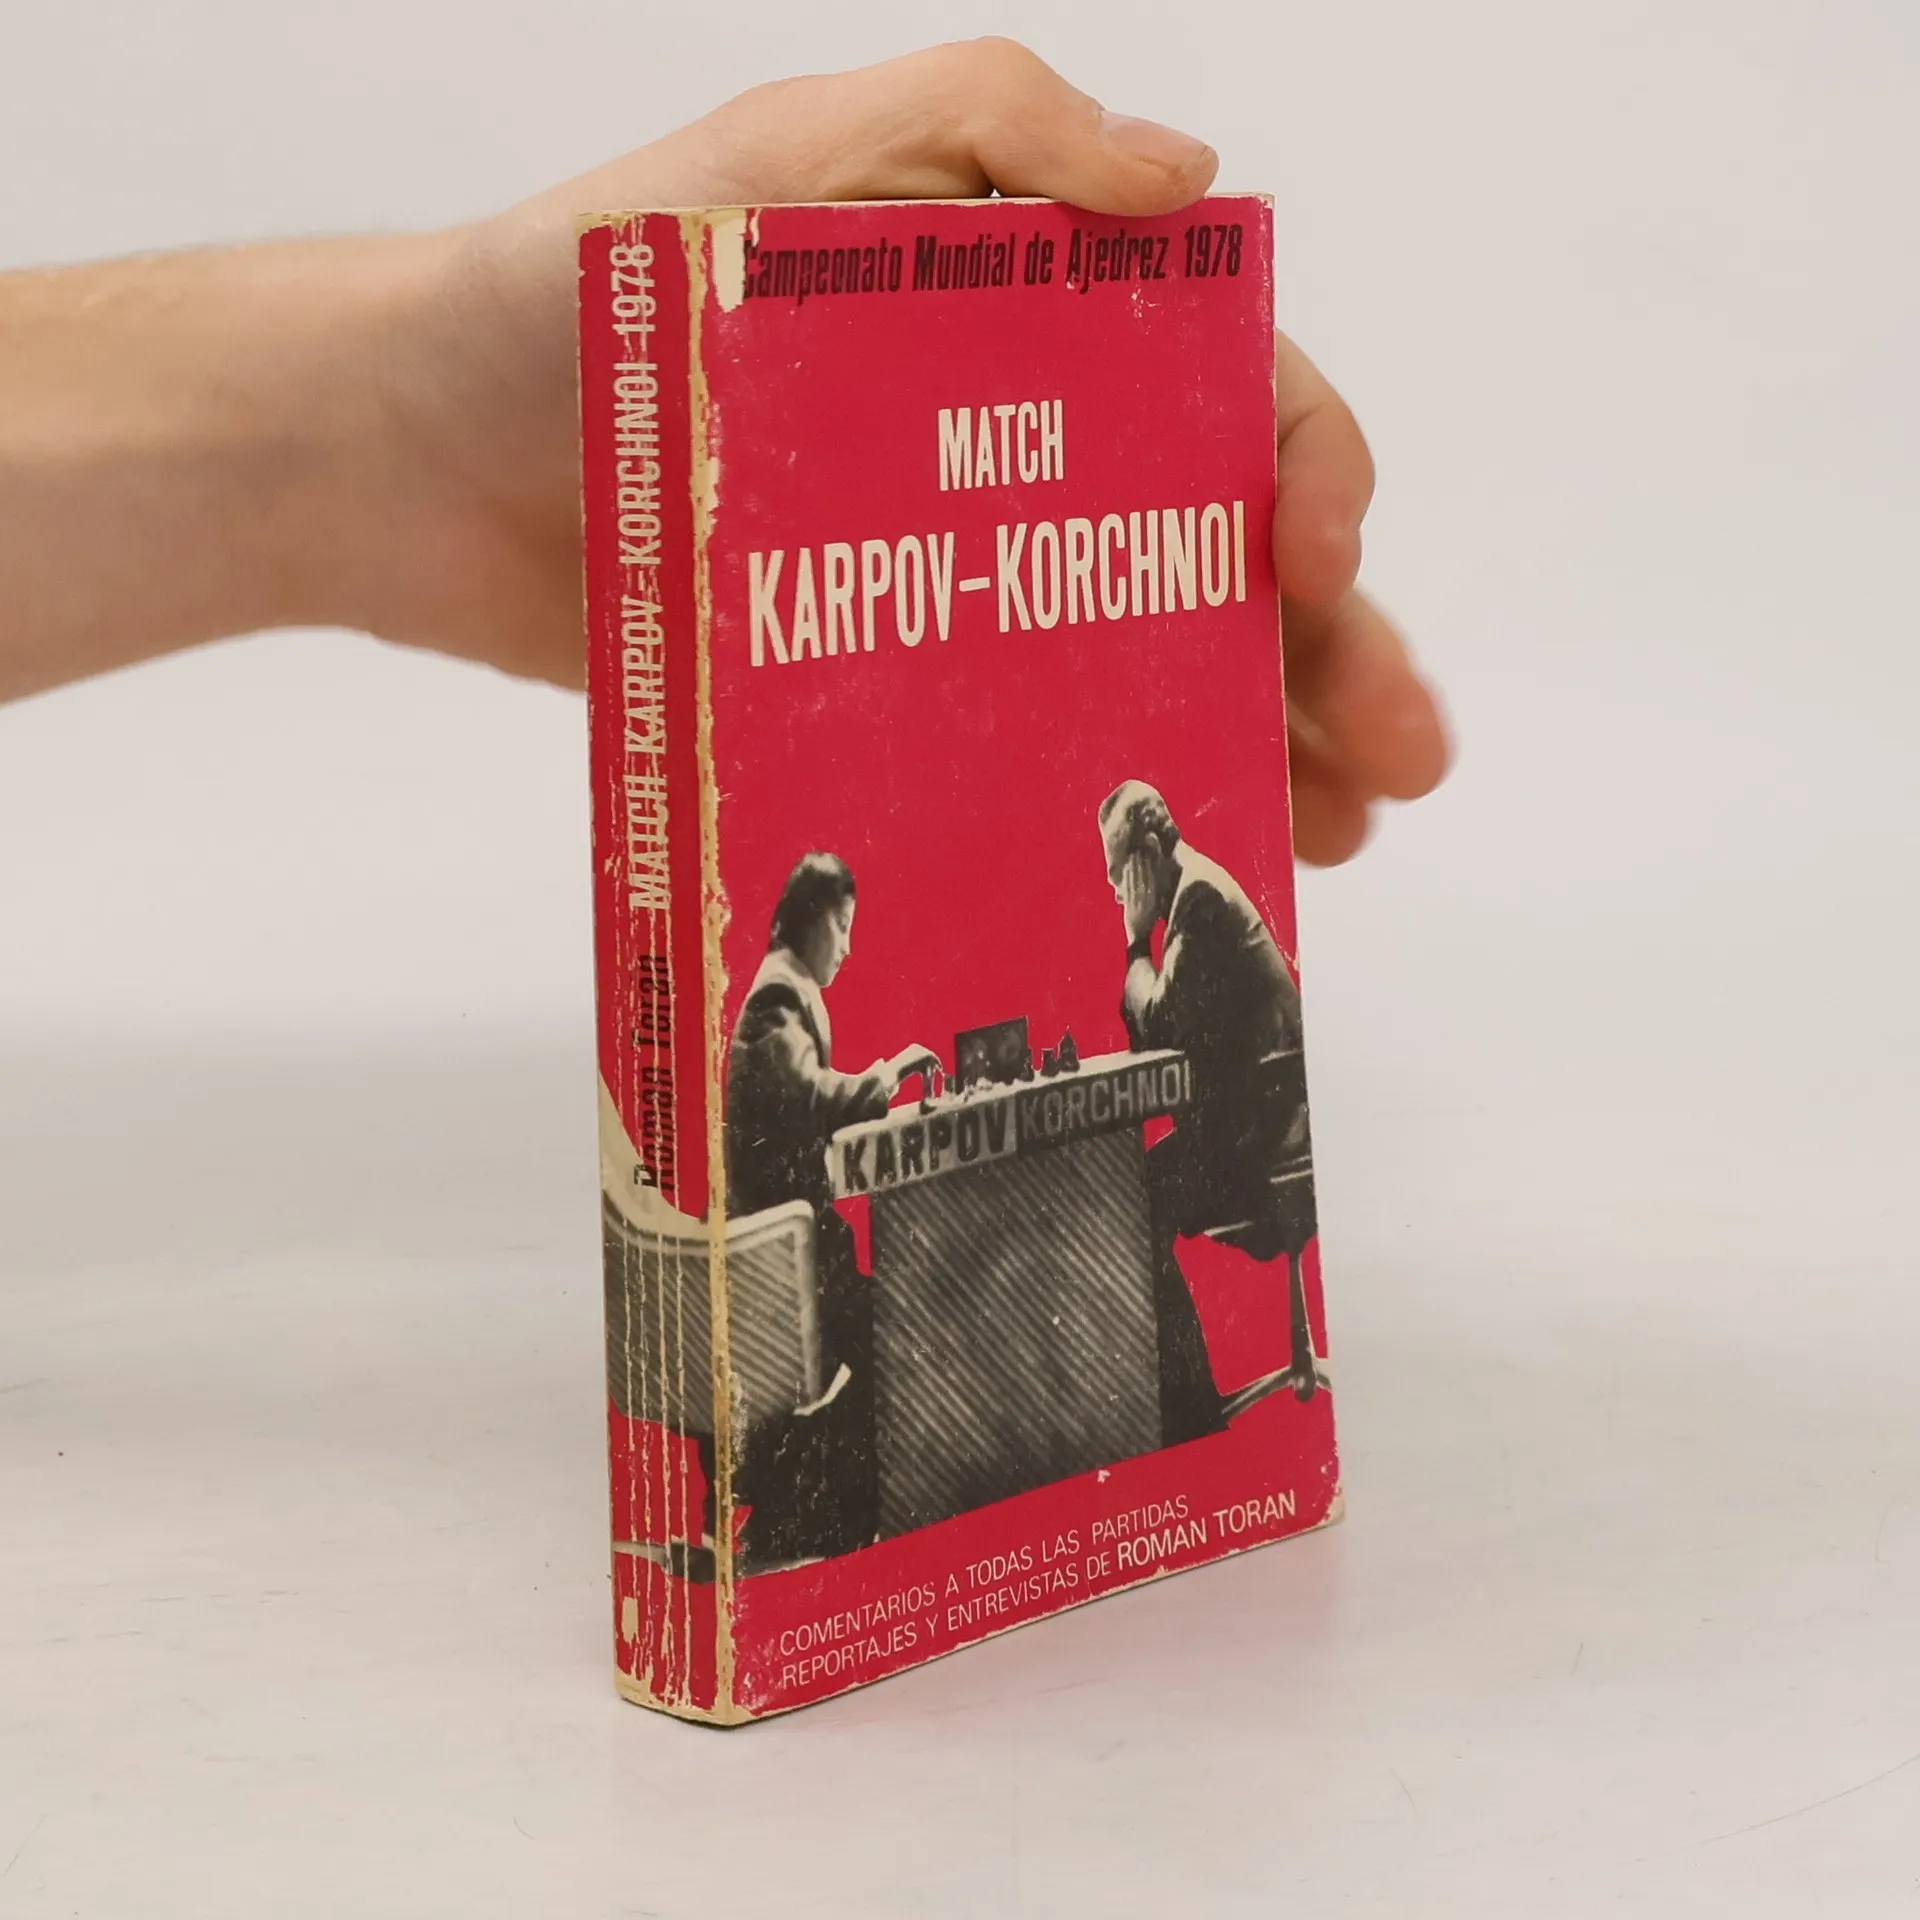 Campeonato Mundial de Ajedrez 1978
MATCH
KARPOV-KORCHNOI
KARPOV KORCHNOI
COMENTARIOS A TODAS LAS PARTIDAS
REPORTAJES Y ENTREVISTAS DE ROMAN TORAN
Roman Toran MATCH KARPOV-KORCHNOI 1978